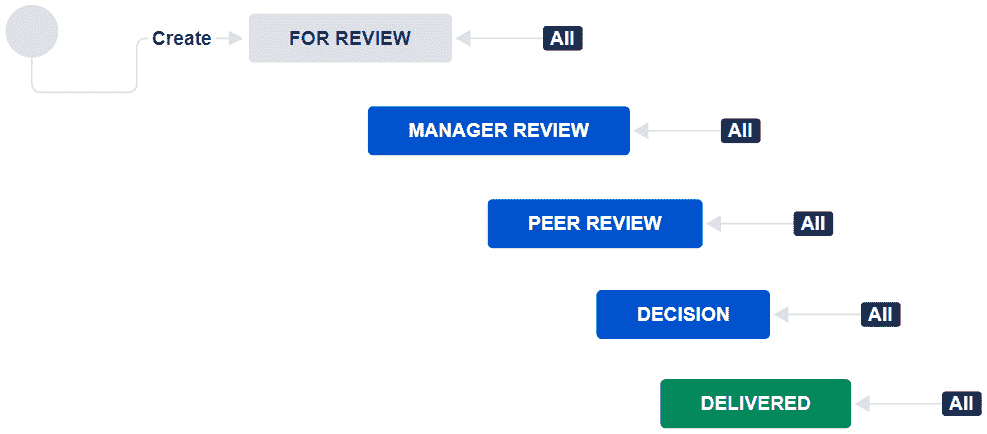 Create
FOR REVIEW
All
MANAGER REVIEW
All
PEER REVIEW
All
DECISION
All
DELIVERED
All